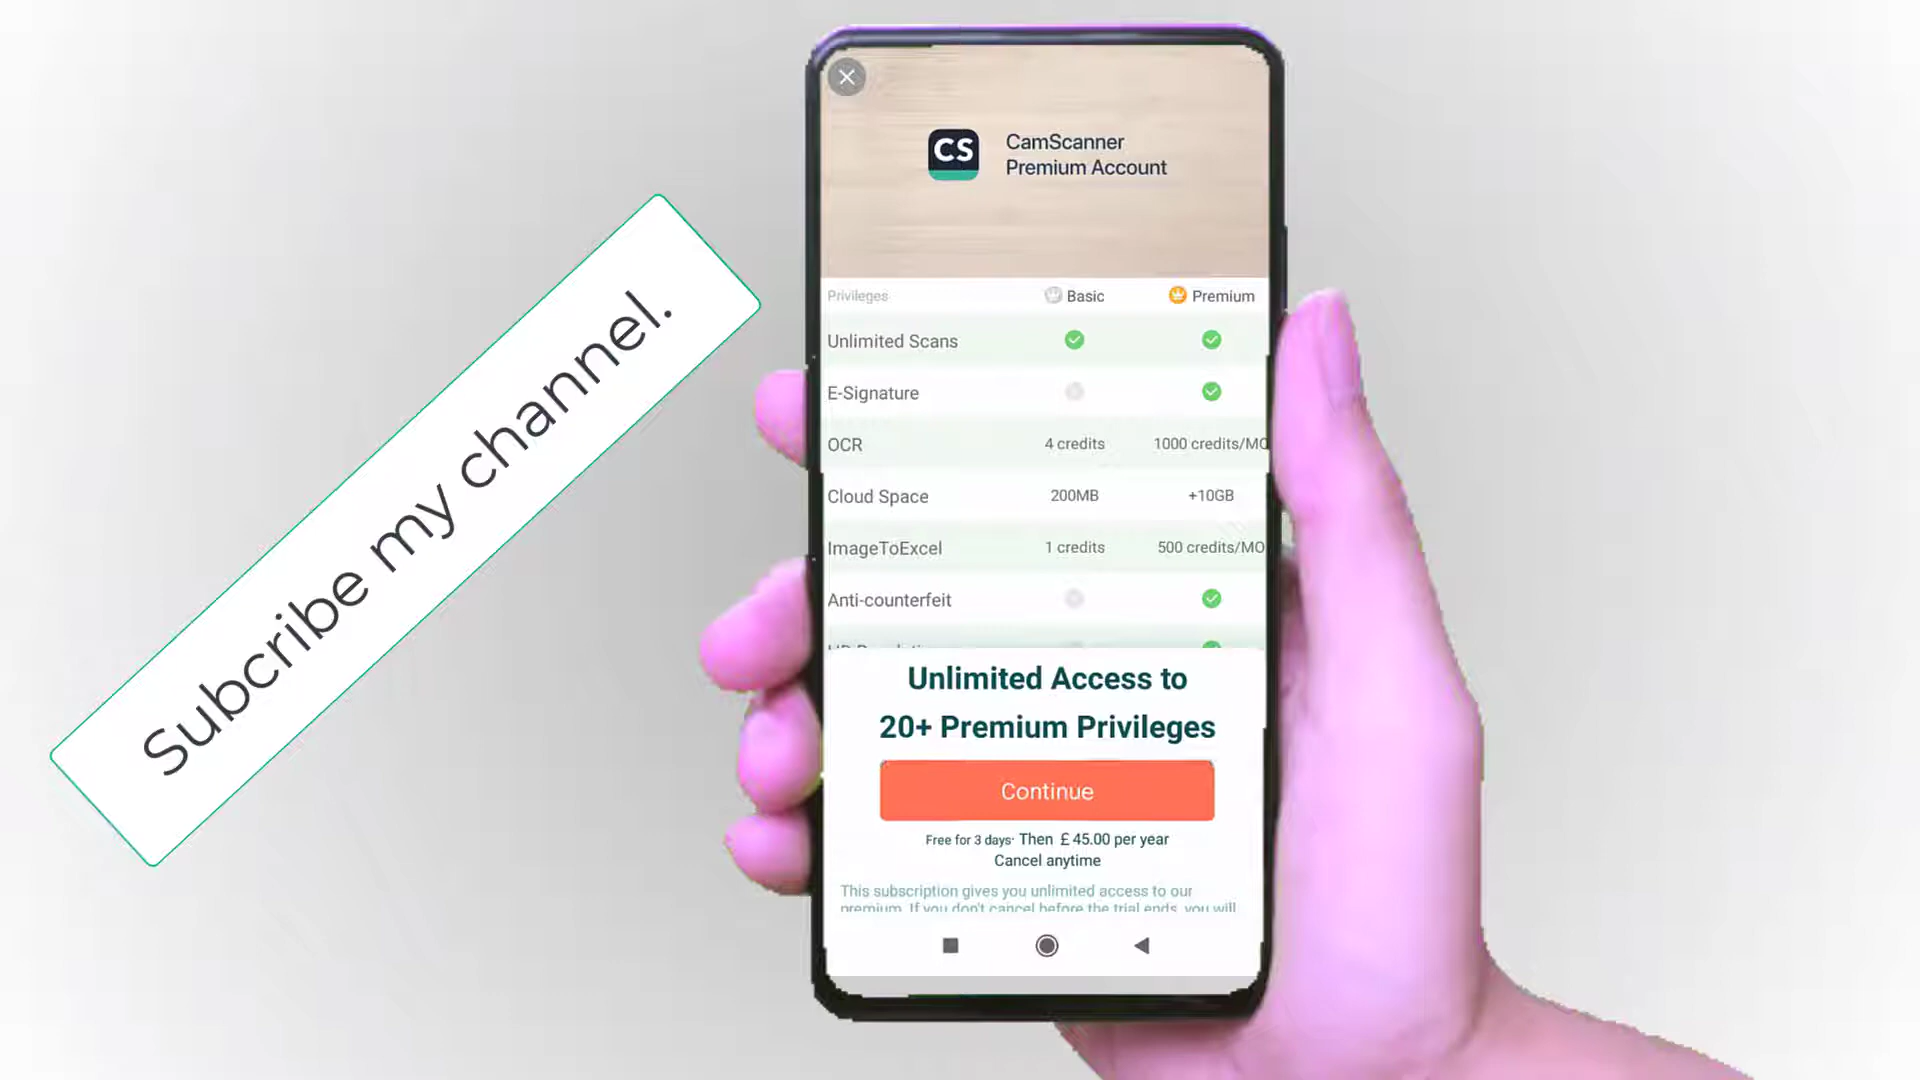 Subcribe my channel.
CS
CamScanner
Premium Account
Privileges Basic Premium
Unlimited Scans
E-Signature
OCR 4 credits 1000 credits/MO
Cloud Space 200MB +10GB
ImageToExcel 1 credits 500 credits/MO
Anti-counterfeit
Unlimited Access to
20+ Premium Privileges
Continue
Free for 3 days· Then £45.00 per year
Cancel anytime
This subscription gives you unlimited access to our
premium. If you don't cancel before the trial ends, you will